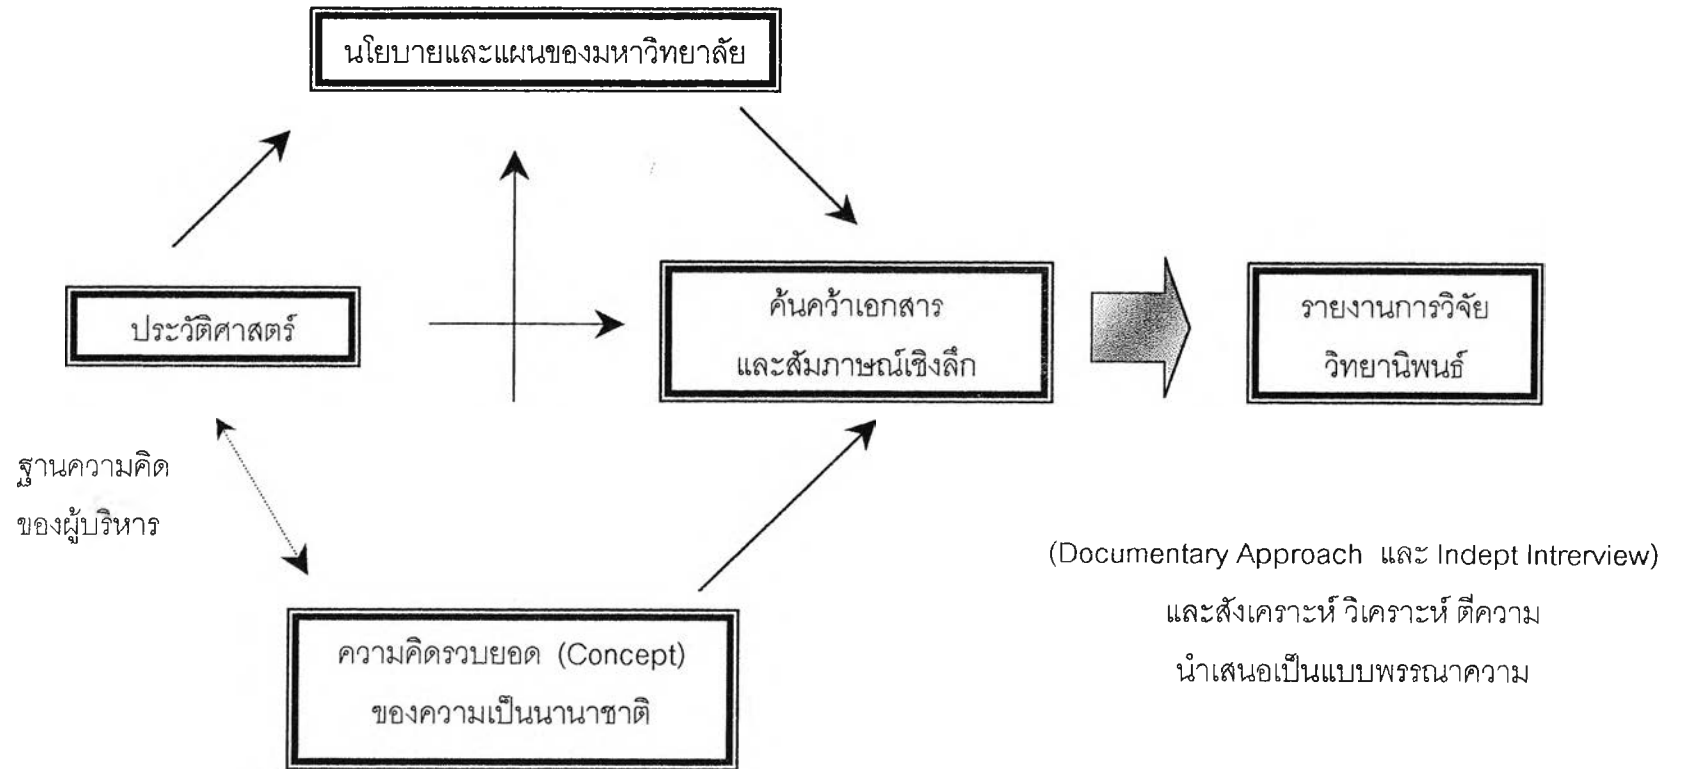 นโยบายและแผนของมหาวิทยาลัย
ประวัติศาสตร์
ค้นคว้าเอกสาร
และสัมภาษณ์เชิงลึก
รายงานการวิจัย
วิทยานิพนธ์
ฐานความคิด
ของผู้บริหาร
ความคิดรวบยอด (Concept)
ของความเป็นนานาชาติ
(Documentary Approach และ Indept Intrerview)
และสังเคราะห์ วิเคราะห์ ตีความ
นำเสนอเป็นแบบพรรณาความ